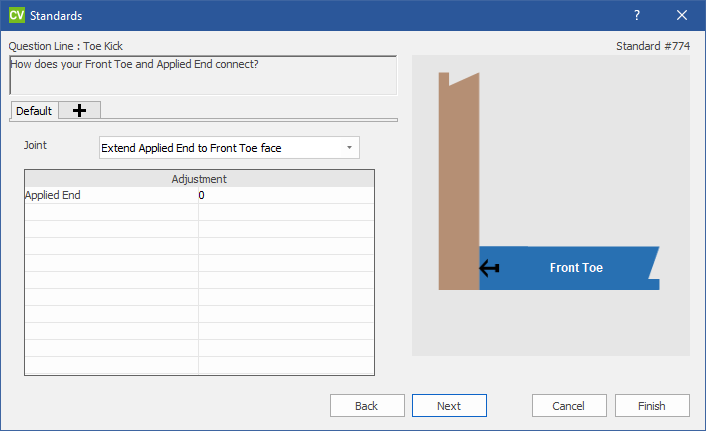 CV Standards ? ×
Question Line : Toe Kick
Standard #774
How does your Front Toe and Applied End connect?
Default +
Joint
Extend Applied End to Front Toe face
Adjustment
Applied End 0
Front Toe
Back Next Cancel Finish